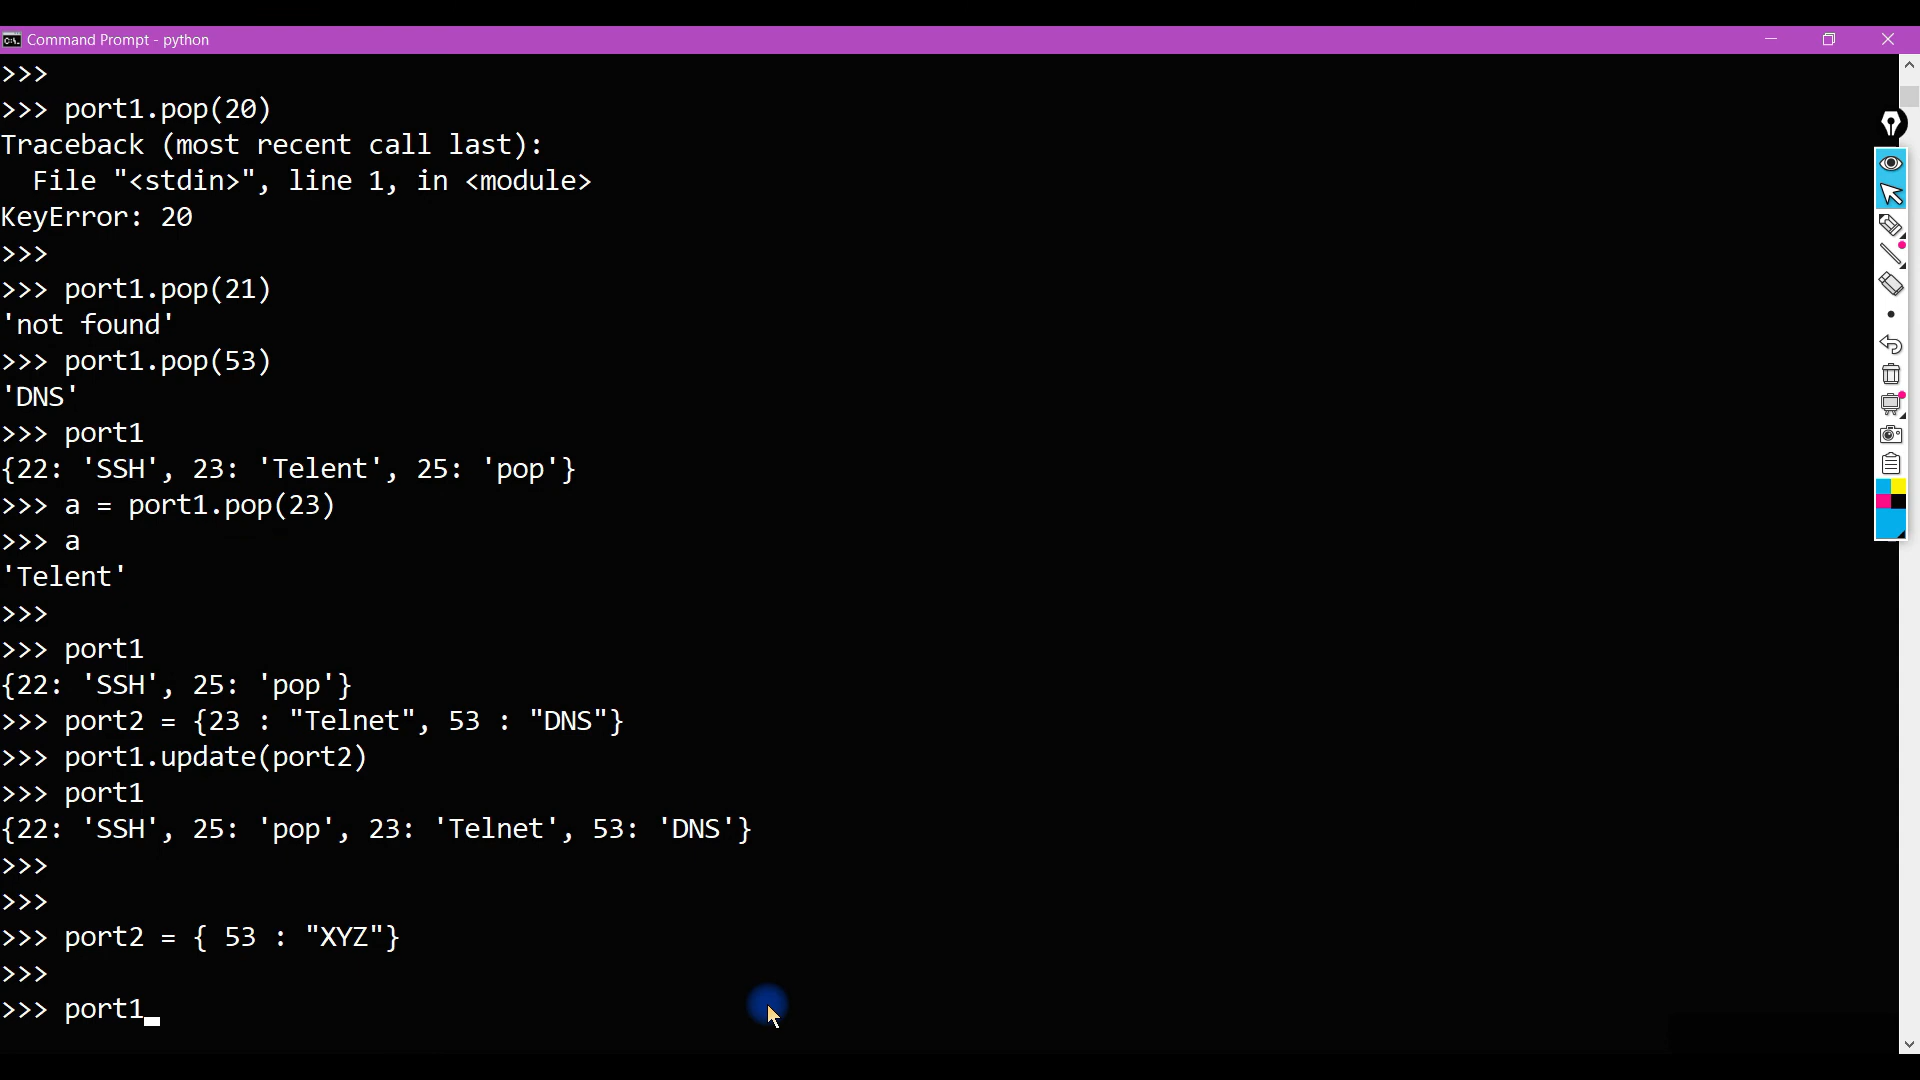 Command Prompt - python
>>>
>>> port1.pop(20)
Traceback (most recent call last):
  File "<stdin>", line 1, in <module>
KeyError: 20
>>>
>>> port1.pop(21)
'not found'
>>> port1.pop(53)
'DNS'
>>> port1
{22: 'SSH', 23: 'Telent', 25: 'pop'}
>>> a = port1.pop(23)
>>> a
'Telent'
>>>
>>> port1
{22: 'SSH', 25: 'pop'}
>>> port2 = {23 : "Telnet", 53 : "DNS"}
>>> port1.update(port2)
>>> port1
{22: 'SSH', 25: 'pop', 23: 'Telnet', 53: 'DNS'}
>>>
>>>
>>> port2 = { 53 : "XYZ"}
>>>
>>> port1